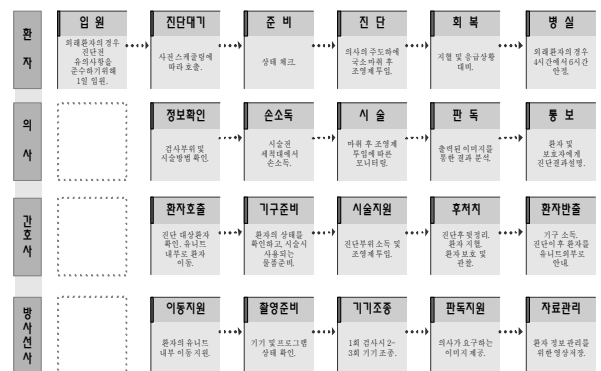 환
자
입 원
외래환자의 경우
진단전
유의사항을
준수하기위해
1일 입원.
진단대기
사전스케줄링에
따라 호출.
준 비
상태 체크.
진 단
의사의 주도하에
국소 마취 후
조영제 투입.
회 복
지혈 및 응급상황
대비.
병 실
외래환자의 경우
4시간에서 6시간
안정.
의
사
정보확인
검사부위 및
시술방법 확인.
손소독
시술전
세척대에서
손소독.
시 술
마취 후 조영제
투입에 따른
모니터링.
판 독
출력된 이미지를
통한 결과 분석.
통 보
환자 및
보호자에게
진단결과설명.
간
호
사
환자호출
진단 대상환자
확인. 유니트
내부로 환자
이동.
기구준비
환자의 상태를
확인하고, 시술시
사용되는
물품준비.
시술지원
진단부위소독 및
조영제 투입.
후처치
진단후 뒷정리.
환자 지혈.
환자보호 및
관찰.
환자반출
기구 소독.
진단이후 환자를
유니트외부로
안내.
방
사
선
사
이동지원
환자의 유니트
내부 이동 지원.
촬영준비
기기 및 프로그램
상태 확인.
기기조종
1회 검사시 2-
3회 기기 조종.
판독지원
의사가 요구하는
이미지 제공.
자료관리
환자 정보 관리를
위한 영상저장.